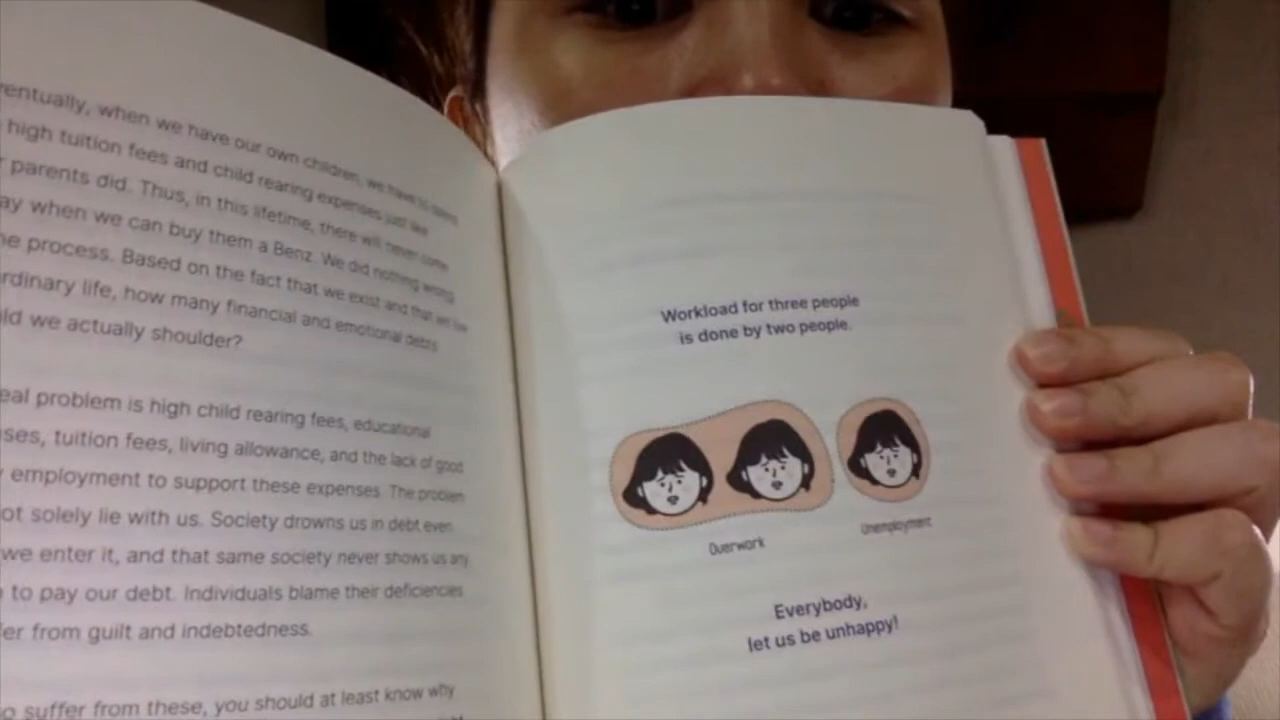 entually, when we have our own children, we have to
high tuition fees and child rearing expenses just like
parents did. Thus, in this lifetime, there will never come
ay when we can buy them a Benz. We did nothing wrong
e process. Based on the fact that we exist and that we live
rdinary life, how many financial and emotional debts
ld we actually shoulder?
eal problem is high child rearing fees, educational
ses, tuition fees, living allowance, and the lack of good
employment to support these expenses. The problem
ot solely lie with us. Society drowns us in debt even
we enter it, and that same society never shows us any
to pay our debt. Individuals blame their deficiencies
er from guilt and indebtedness.
o suffer from these, you should at least know why
Workload for three people
is done by two people.
Overwork
Unemployment
Everybody,
let us be unhappy!